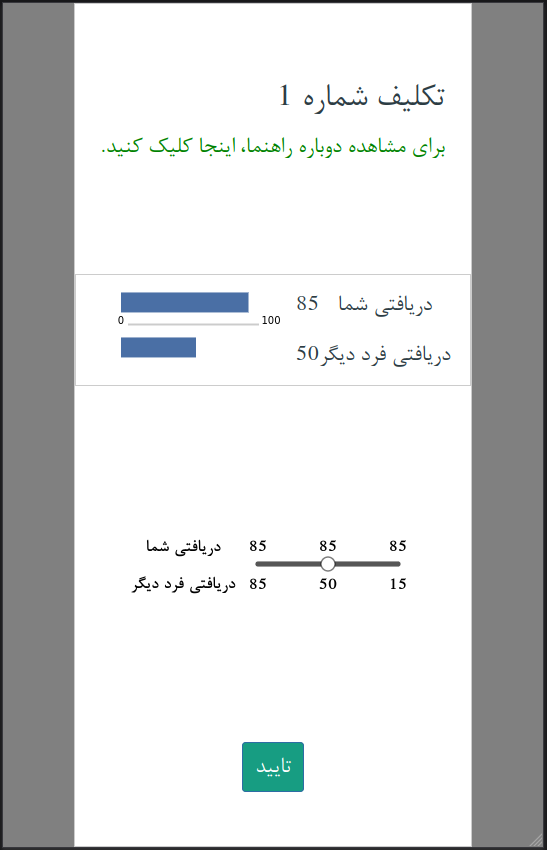 تکلیف شماره 1
برای مشاهده دوباره راهنما، اینجا کلیک کنید.
دریافتی شما 85
0 100
دریافتی فرد دیگر50
دریافتی شما 85 85 85
دریافتی فرد دیگر 85 50 15
تایید